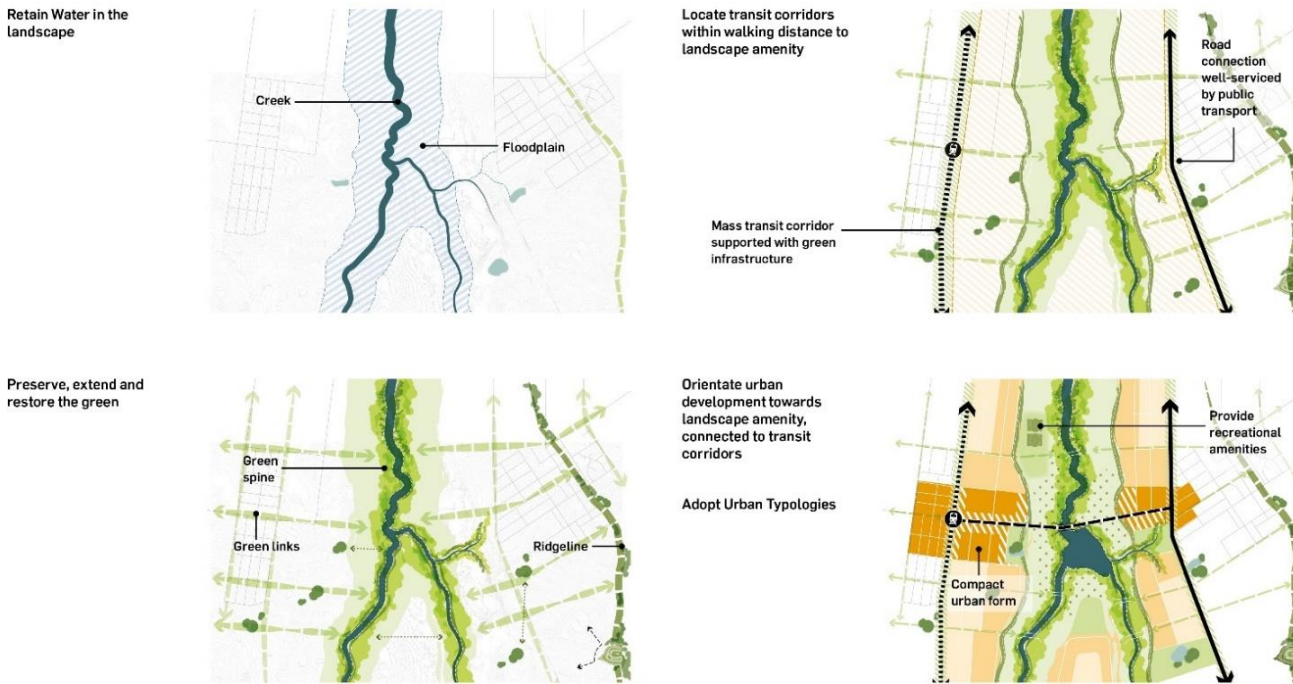 Retain Water in the
landscape
Creek
Floodplain
Locate transit corridors
within walking distance to
landscape amenity
Road
connection
well-serviced
by public
transport
Mass transit corridor
supported with green
infrastructure
Preserve, extend and
restore the green
Green
spine
Green links
Ridgeline
Orientate urban
development towards
landscape amenity,
connected to transit
corridors
Adopt Urban Typologies
Provide
recreational
amenities
Compact
urban form